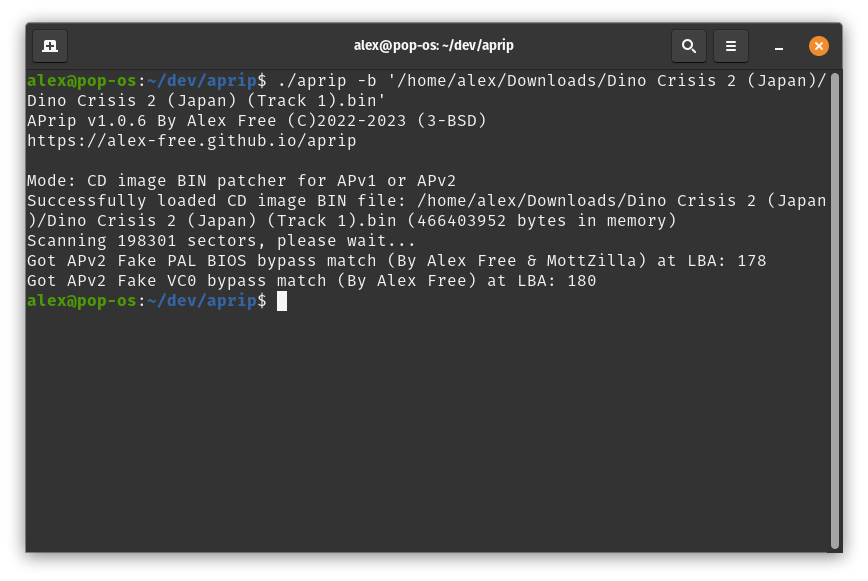 alex@pop-os: ~/dev/aprip
alex@pop-os:~/dev/aprip$ ./aprip -b '/home/alex/Downloads/Dino Crisis 2 (Japan)/
Dino Crisis 2 (Japan) (Track 1).bin'
APrip v1.0.6 By Alex Free (C)2022-2023 (3-BSD)
https://alex-free.github.io/aprip
Mode: CD image BIN patcher for APv1 or APv2
Successfully loaded CD image BIN file: /home/alex/Downloads/Dino Crisis 2 (Japan
)/Dino Crisis 2 (Japan) (Track 1).bin (466403952 bytes in memory)
Scanning 198301 sectors, please wait...
Got APv2 Fake PAL BIOS bypass match (By Alex Free & MottZilla) at LBA: 178
Got APv2 Fake VC0 bypass match (By Alex Free) at LBA: 180
alex@pop-os:~/dev/aprip$